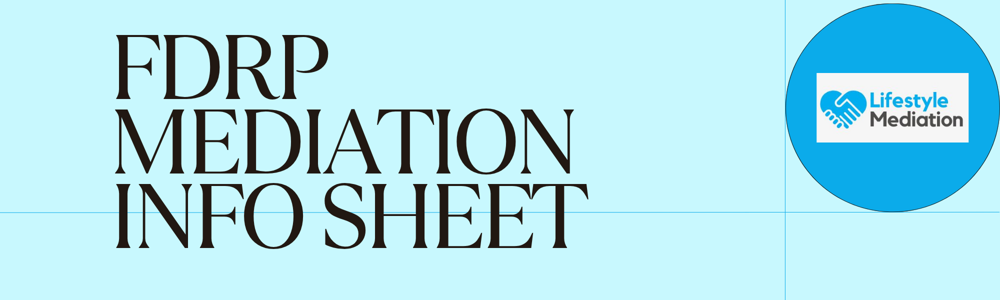 FDRP
MEDIATION
INFO SHEET
Lifestyle
Mediation